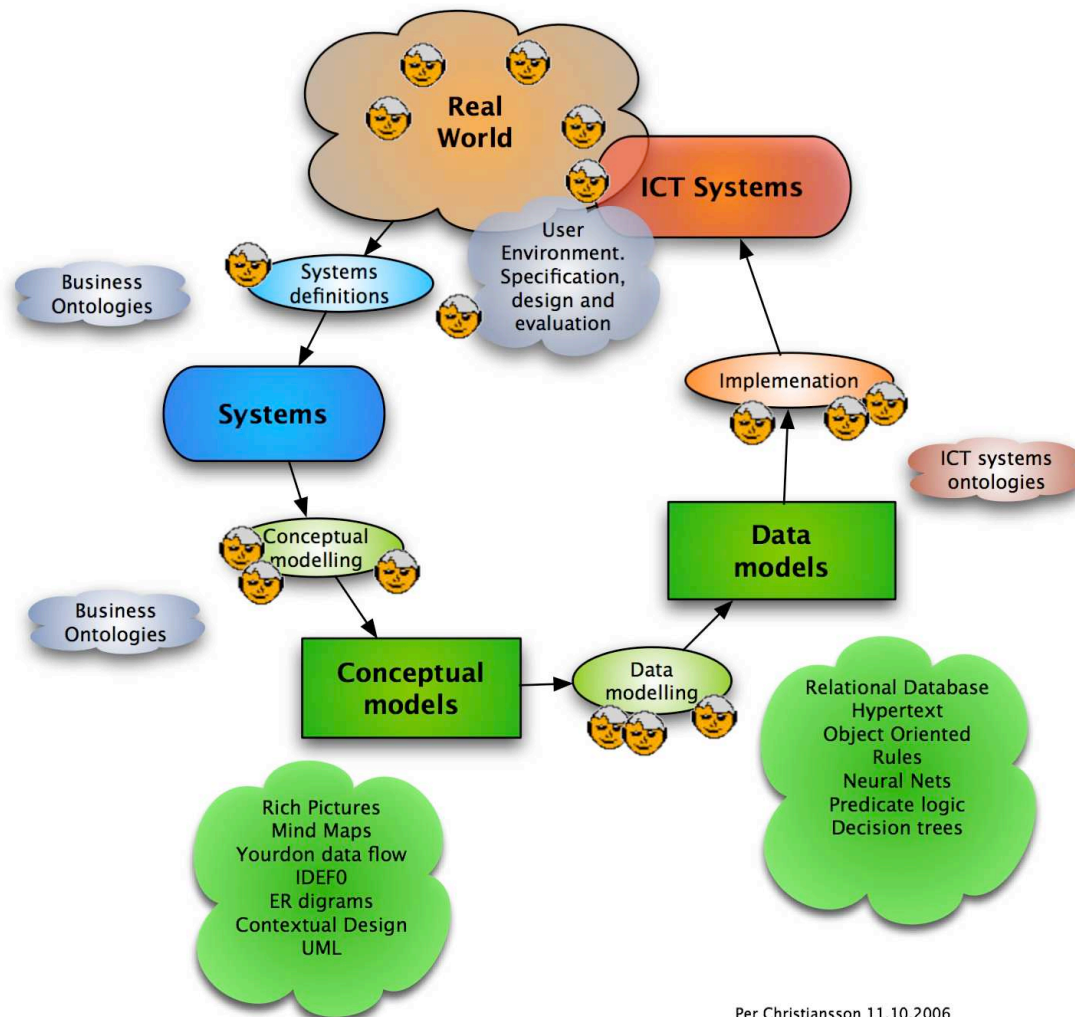 Real
World
ICT Systems
User
Environment.
Specification,
design and
evaluation
Systems
definitions
Business
Ontologies
Systems
Implemenation
ICT systems
ontologies
Conceptual
modelling
Data
models
Business
Ontologies
Conceptual
models
Data
modelling
Relational Database
Hypertext
Object Oriented
Rules
Neural Nets
Predicate logic
Decision trees
Rich Pictures
Mind Maps
Yourdon data flow
IDEF0
ER digrams
Contextual Design
UML
Per Christiansson 11.10.2006